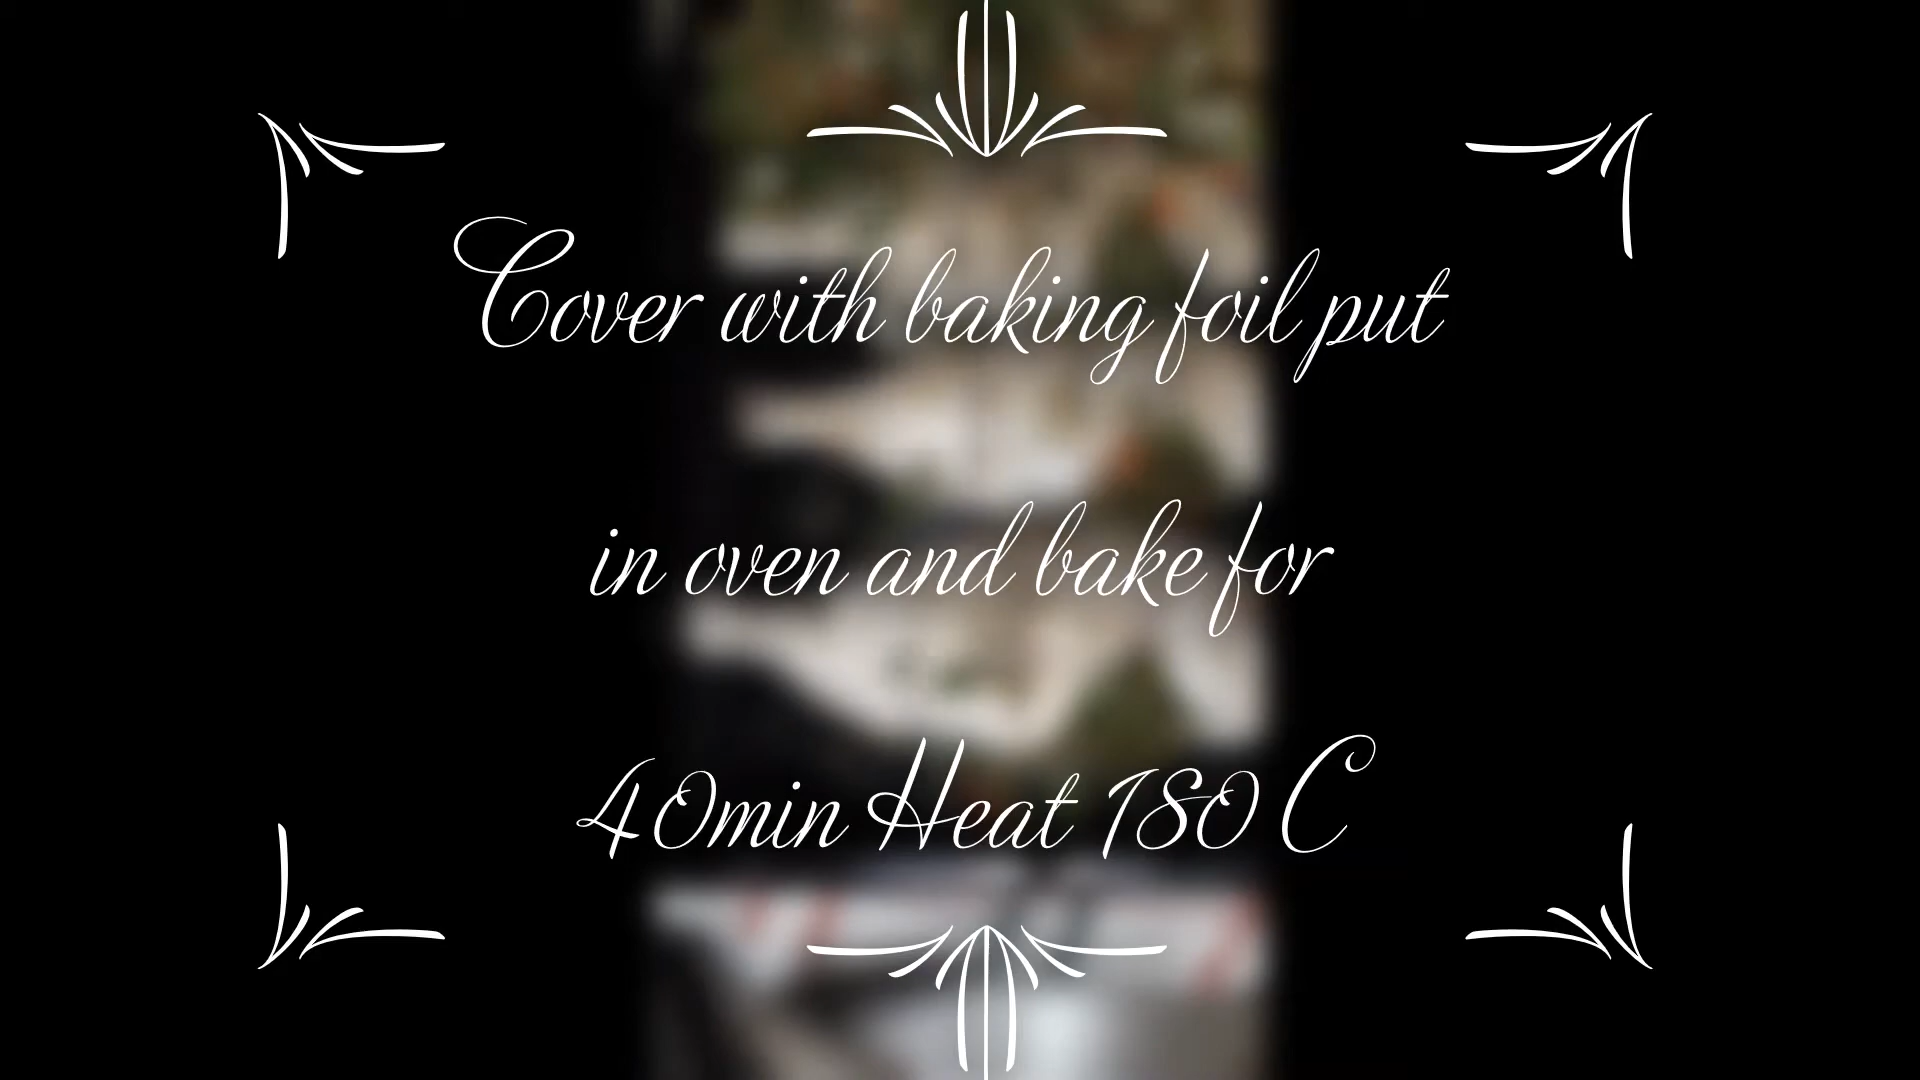 Cover with baking foil put
in oven and bake for
40min Heat 180 C